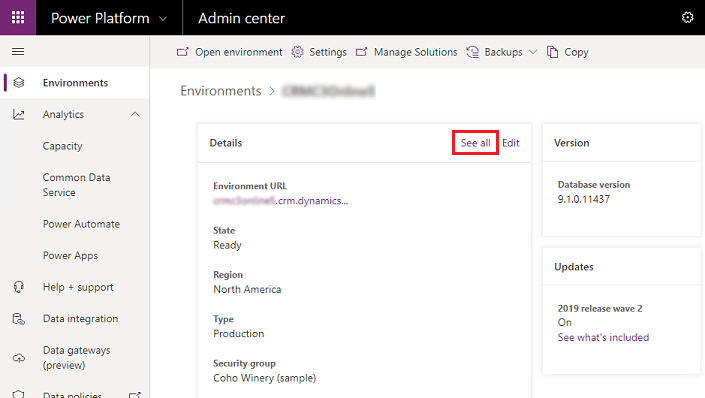 Power Platform
Admin center
Open environment
Settings
Manage Solutions
Backups
Copy
Environments
Analytics
Capacity
Common Data
Service
Power Automate
Power Apps
Help + support
Data integration
Data gateways
(preview)
Data policies
Environments >
Details
See all
Edit
Environment URL
.crm.dynamics...
State
Ready
Region
North America
Type
Production
Security group
Coho Winery (sample)
Version
Database version
9.1.0.11437
Updates
2019 release wave 2
On
See what's included